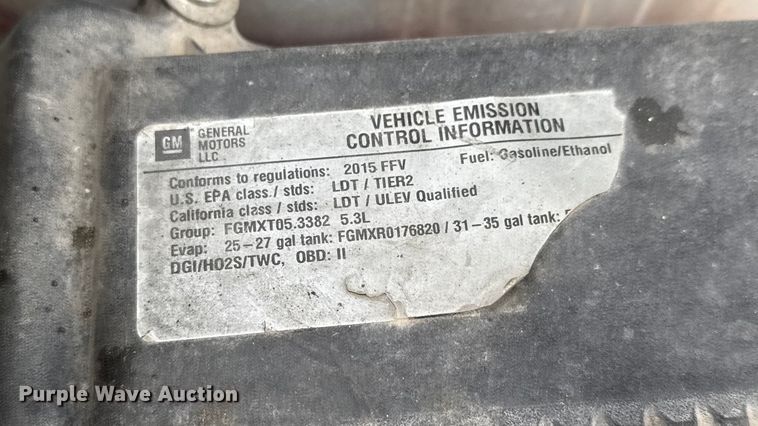 GM
GENERAL
MOTORS
LLC
VEHICLE EMISSION
CONTROL INFORMATION
Conforms to regulations: 2015 FFV Fuel: Gasoline/Ethanol
U.S. EPA class / stds: LDT / TIER2
California class / stds: LDT / ULEV Qualified
Group: FGMXT05.3382 5.3L
Evap: 25-27 gal tank: FGMXR0176820 / 31-35 gal tank:
DGI/HO2S/TWC, OBD: II
Purple Wave Auction